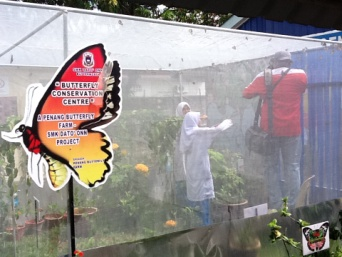 " BUTTERFLY
CONSERVATION
CENTRE "
A PENANG BUTTERFLY
FARM
SMK DATO' ONN
PROJECT